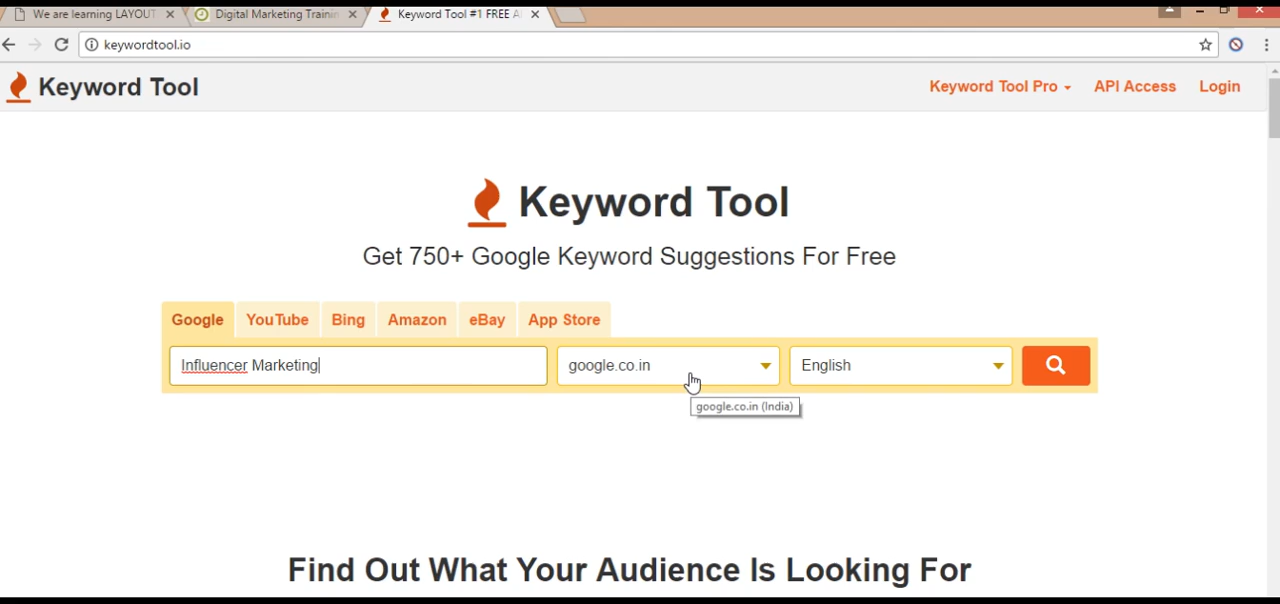 We are learning LAYOUT
Digital Marketing Trainin
Keyword Tool #1 FREE A
keywordtool.io
Keyword Tool
Keyword Tool Pro
API Access
Login
Keyword Tool
Get 750+ Google Keyword Suggestions For Free
Google YouTube Bing Amazon eBay App Store
Influencer Marketing
google.co.in
English
google.co.in (India)
Find Out What Your Audience Is Looking For